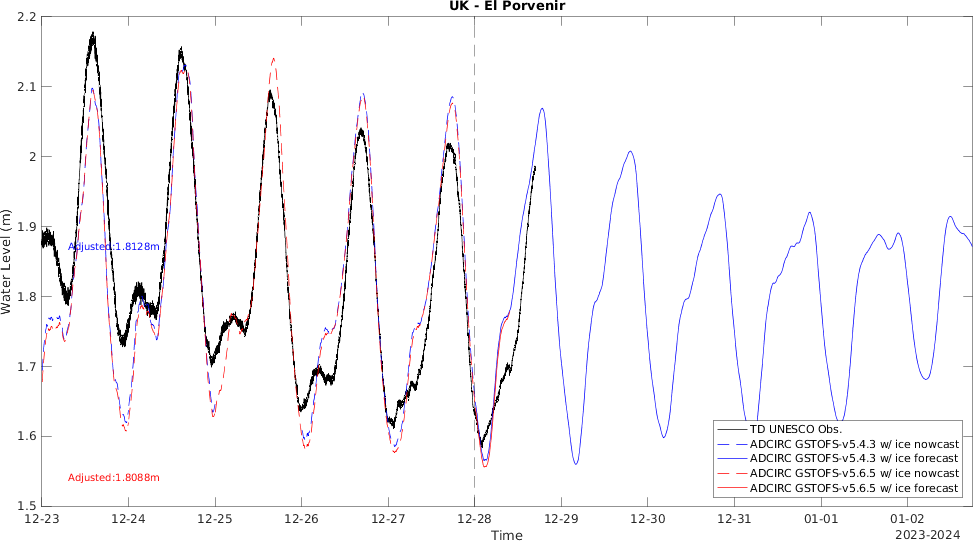 UK - El Porvenir
2.2
2.1
2
1.9
1.8
1.7
1.6
1.5
Water Level (m)
Adjusted:1.8128m
Adjusted:1.8088m
TD UNESCO Obs.
ADCIRC GSTOFS-v5.4.3 w/ ice nowcast
ADCIRC GSTOFS-v5.4.3 w/ ice forecast
ADCIRC GSTOFS-v5.6.5 w/ ice nowcast
ADCIRC GSTOFS-v5.6.5 w/ ice forecast
12-23 12-24 12-25 12-26 12-27 12-28 12-29 12-30 12-31 01-01 01-02
Time
2023-2024